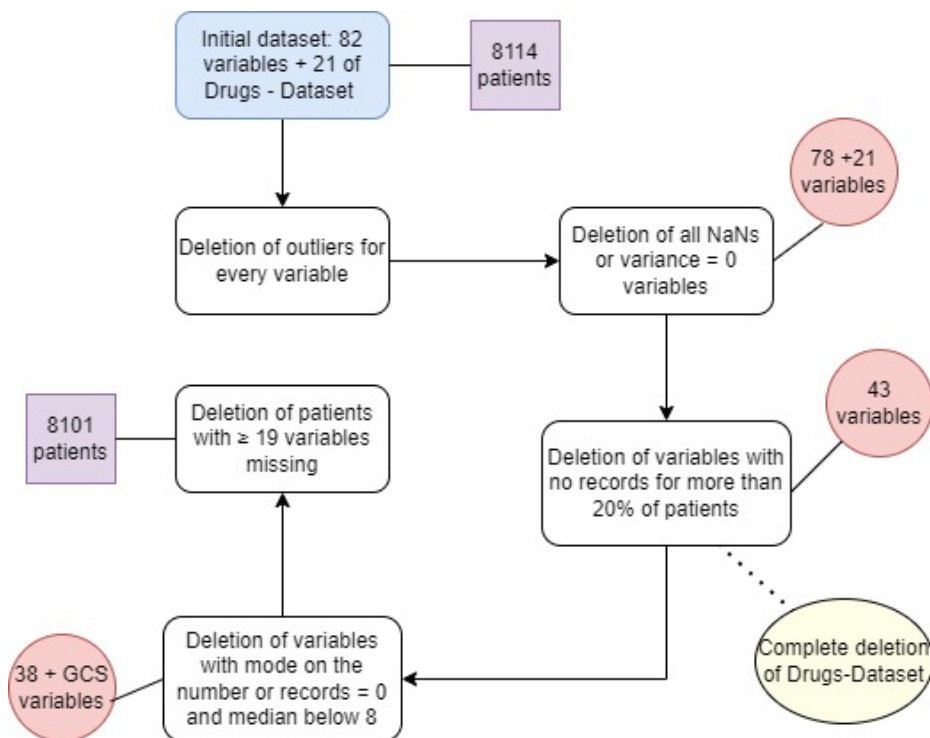 Initial dataset: 82
variables + 21 of
Drugs - Dataset
8114
patients
78 +21
variables
Deletion of outliers for
every variable
Deletion of all NaNs
or variance = 0
variables
8101
patients
Deletion of patients
with ≥ 19 variables
missing
43
variables
Deletion of variables with
no records for more than
20% of patients
38 + GCS
variables
Deletion of variables
with mode on the
number or records = 0
and median below 8
Complete deletion
of Drugs-Dataset